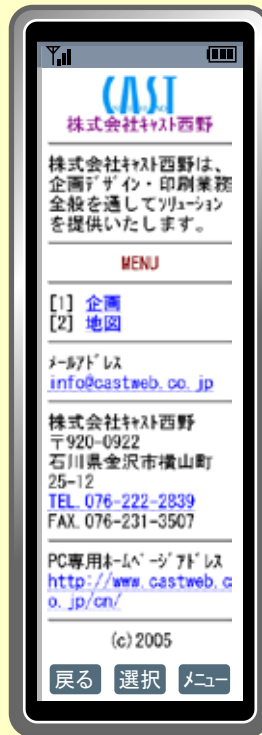 CAST
株式会社ｷｬｽﾄ西野
株式会社ｷｬｽﾄ西野は、
企画ﾃﾞｻﾞｲﾝ・印刷業務
全般を通してｿﾘｭｰｼｮﾝ
を提供いたします。
MENU
[1] 企画
[2] 地図
ﾒｰﾙｱﾄﾞﾚｽ
info@castweb.co.jp
株式会社ｷｬｽﾄ西野
〒920-0922
石川県金沢市横山町
25-12
TEL.076-222-2839
FAX.076-231-3507
PC専用ﾎｰﾑﾍﾟｰｼﾞｱﾄﾞﾚｽ
http://www.castweb.c
o.jp/cn/
(c)2005
戻る 選択 ﾒﾆｭｰ